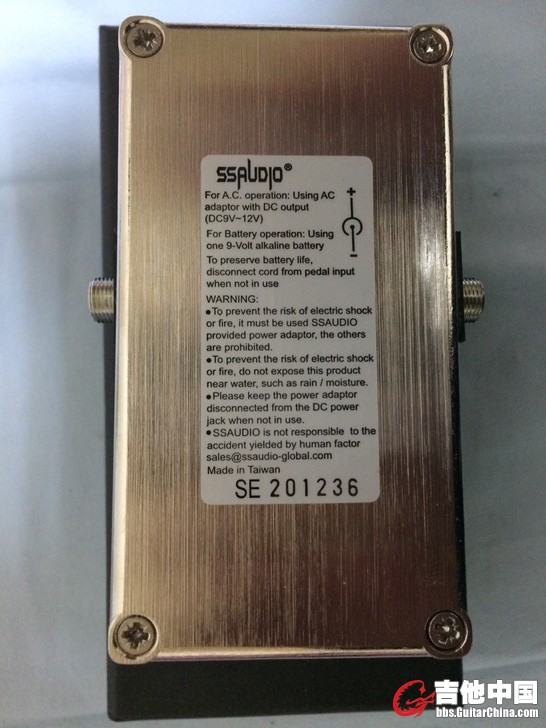 SSAUDIO®
For A.C. operation: Using AC
adaptor with DC output
(DC9V~12V)
+
For Battery operation: Using
one 9-Volt alkaline battery
-
To preserve battery life,
disconnect cord from pedal input
when not in use
WARNING:
●To prevent the risk of electric shock
or fire, it must be used SSAUDIO
provided power adaptor, the others
are prohibited.
●To prevent the risk of electric shock
or fire, do not expose this product
near water, such as rain / moisture.
●Please keep the power adaptor
disconnected from the DC power
jack when not in use.
●SSAUDIO is not responsible to the
accident yielded by human factor
sales@ssaudio-global.com
Made in Taiwan
SE 201236
吉他中国
bbs.GuitarChina.com